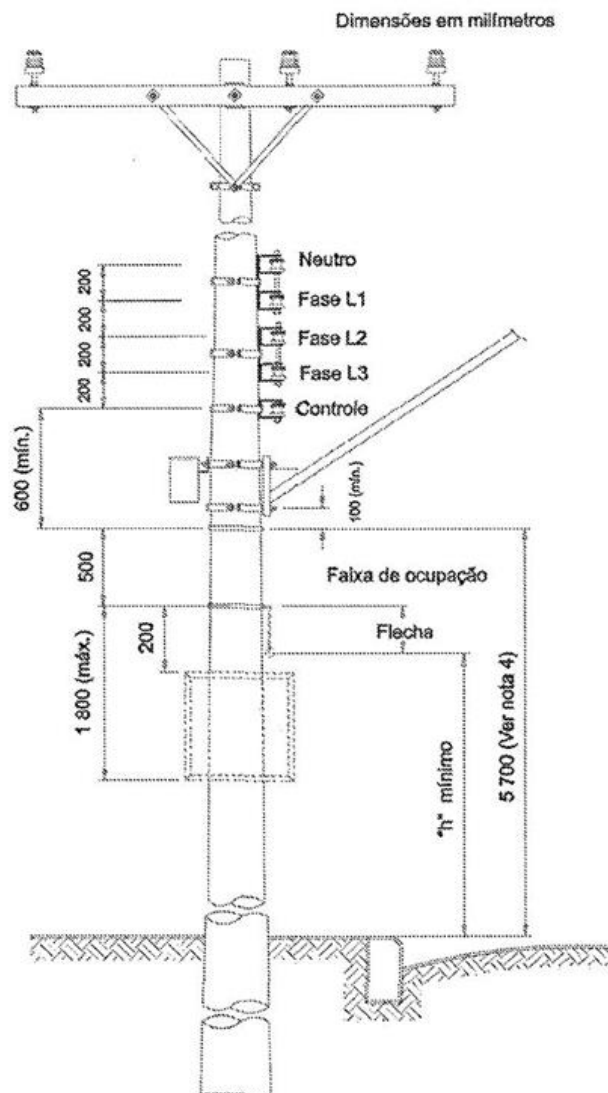 Dimensões em milímetros
Neutro
200
Fase L1
200
Fase L2
200
Fase L3
200
Controle
600 (mín.)
100 (mín.)
500
Faixa de ocupação
Flecha
200
1 800 (máx.)
5 700 (Ver nota 4)
"h" mínimo